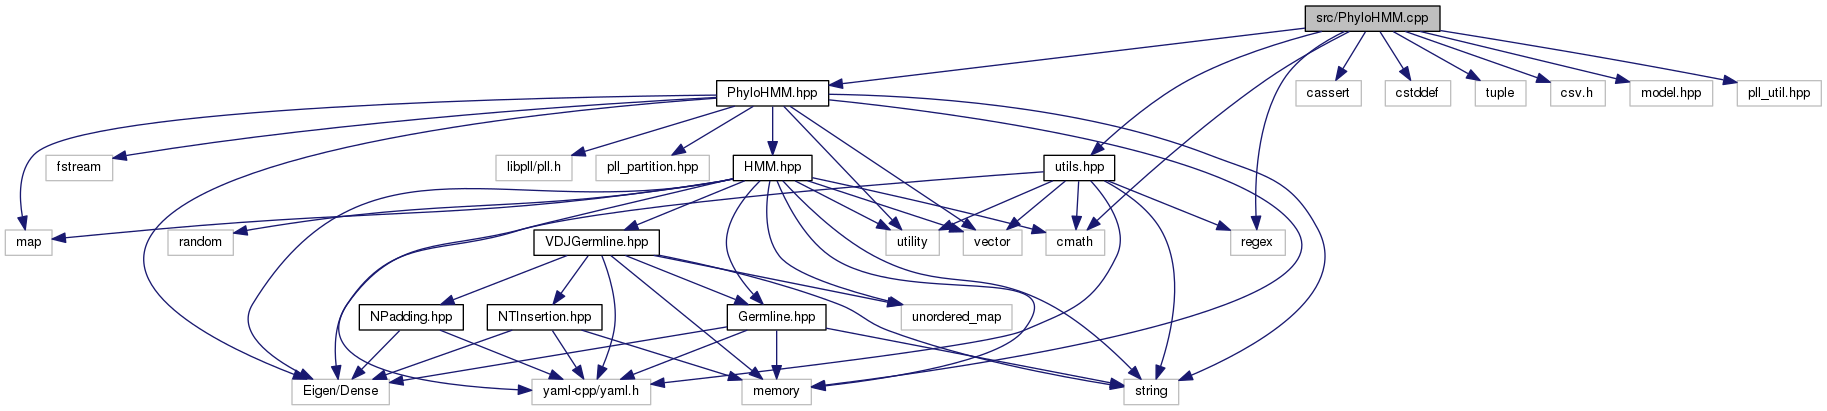 src/PhyloHMM.cpp
PhyloHMM.hpp
cassert
cstddef
tuple
csv.h
model.hpp
pll_util.hpp
fstream
libpll/pll.h
pll_partition.hpp
HMM.hpp
utils.hpp
map
random
VDJGermline.hpp
utility
vector
cmath
regex
NPadding.hpp
NTInsertion.hpp
Germline.hpp
unordered_map
Eigen/Dense
yaml-cpp/yaml.h
memory
string